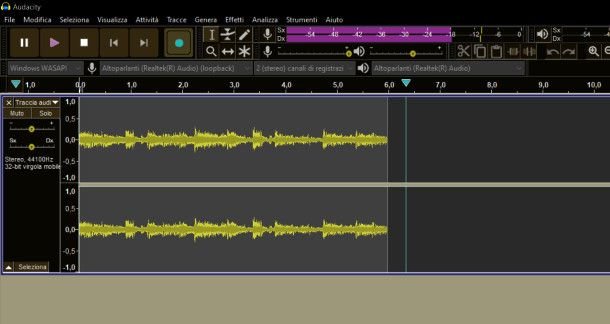 Audacity
File Modifica Seleziona Visualizza Attività Tracce Genera Effetti Analizza Strumenti Aiuto
Sx Dx -54 -48 -42 -36 -30 -24 -18 -12 -6 0
Sx Dx -54 -48
Windows WASAPI Altoparlanti (Realtek(R) Audio) (loopback) 2 (stereo) canali di registrazi Altoparlanti (Realtek(R) Audio)
1,0 0,0 1,0 2,0 3,0 4,0 5,0 6,0 7,0 8,0 9,0 10,0
Traccia audi
Mute Solo
- +
Sx Dx
Stereo, 44100Hz
32-bit virgola mobile
Seleziona
1,0
0,5
0,0
-0,5
-1,0
1,0
0,5
0,0
-0,5
-1,0